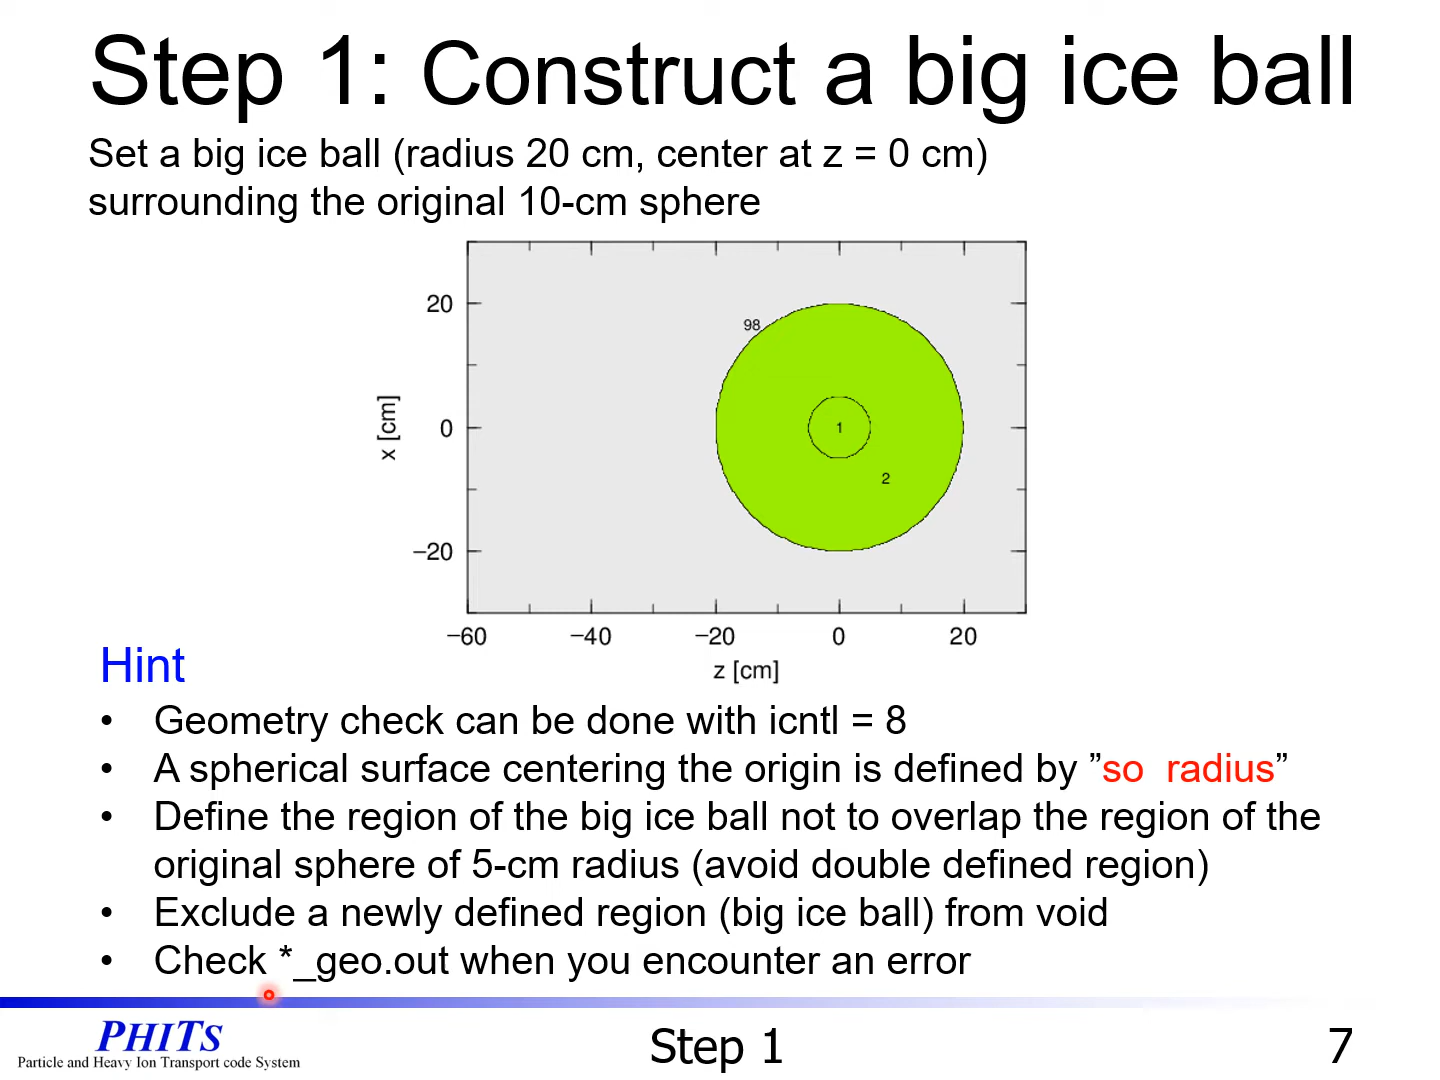 Step 1: Construct a big ice ball
Set a big ice ball (radius 20 cm, center at z = 0 cm)
surrounding the original 10-cm sphere
20
0
−20
x [cm]
98
1
2
−60
−40
−20
0
20
z [cm]
Hint
• Geometry check can be done with icntl = 8
• A spherical surface centering the origin is defined by ”so  radius”
• Define the region of the big ice ball not to overlap the region of the
original sphere of 5-cm radius (avoid double defined region)
• Exclude a newly defined region (big ice ball) from void
• Check *_geo.out when you encounter an error
PHITS
Particle and Heavy Ion Transport code System
Step 1
7